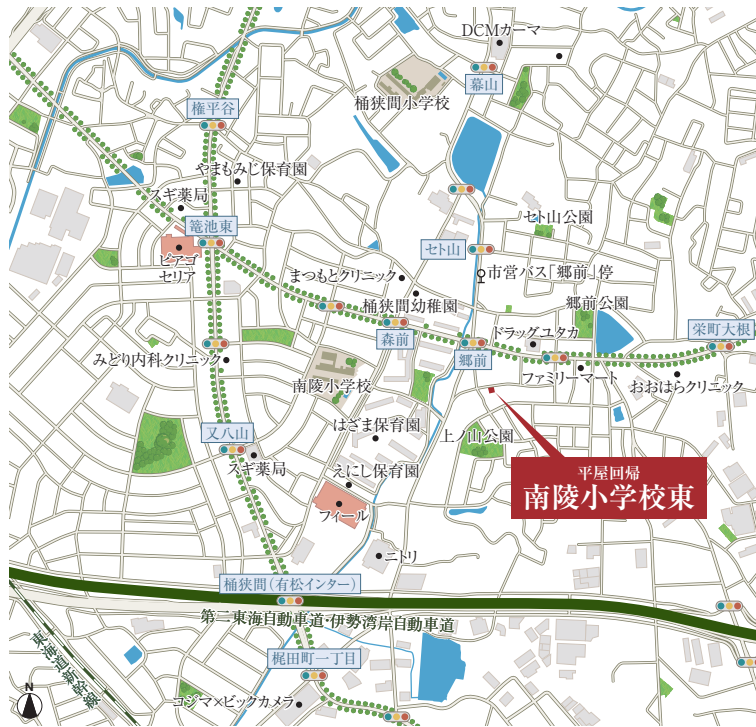 DCMカーマ
幕山
桶狭間小学校
権平谷
やまもみじ保育園
スギ薬局
セト山公園
篭池東
ピアゴ
セリア
セト山
市営バス「郷前」停
まつもとクリニック
桶狭間幼稚園
郷前公園
森前
ドラッグユタカ
栄町大根
郷前
みどり内科クリニック
ファミリーマート
おおはらクリニック
南陵小学校
はざま保育園
上ノ山公園
又八山
スギ薬局
えにし保育園
平屋回帰
南陵小学校東
フィール
ニトリ
桶狭間(有松インター)
第二東海自動車道・伊勢湾岸自動車道
東海道新幹線
梶田町一丁目
コジマ×ビックカメラ
N